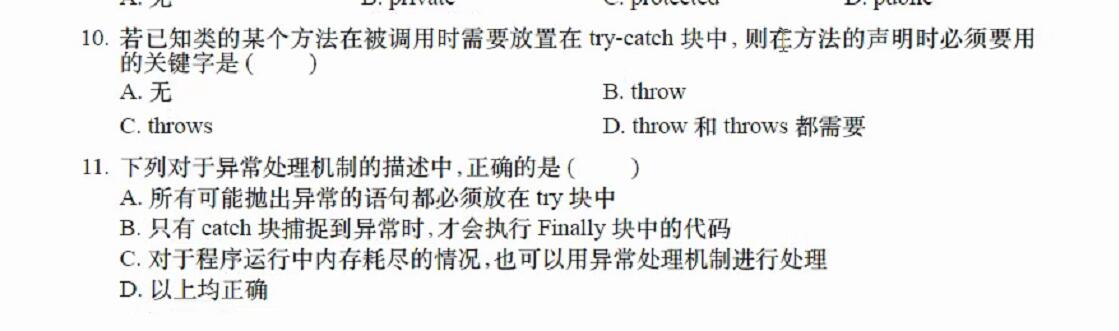 10. 若已知类的某个方法在被调用时需要放置在 try-catch 块中, 则在方法的声明时必须要用
的关键字是 (      )
A. 无 B. throw
C. throws D. throw 和 throws 都需要
11. 下列对于异常处理机制的描述中,正确的是 (      )
A. 所有可能抛出异常的语句都必须放在 try 块中
B. 只有 catch 块捕捉到异常时,才会执行 Finally 块中的代码
C. 对于程序运行中内存耗尽的情况,也可以用异常处理机制进行处理
D. 以上均正确